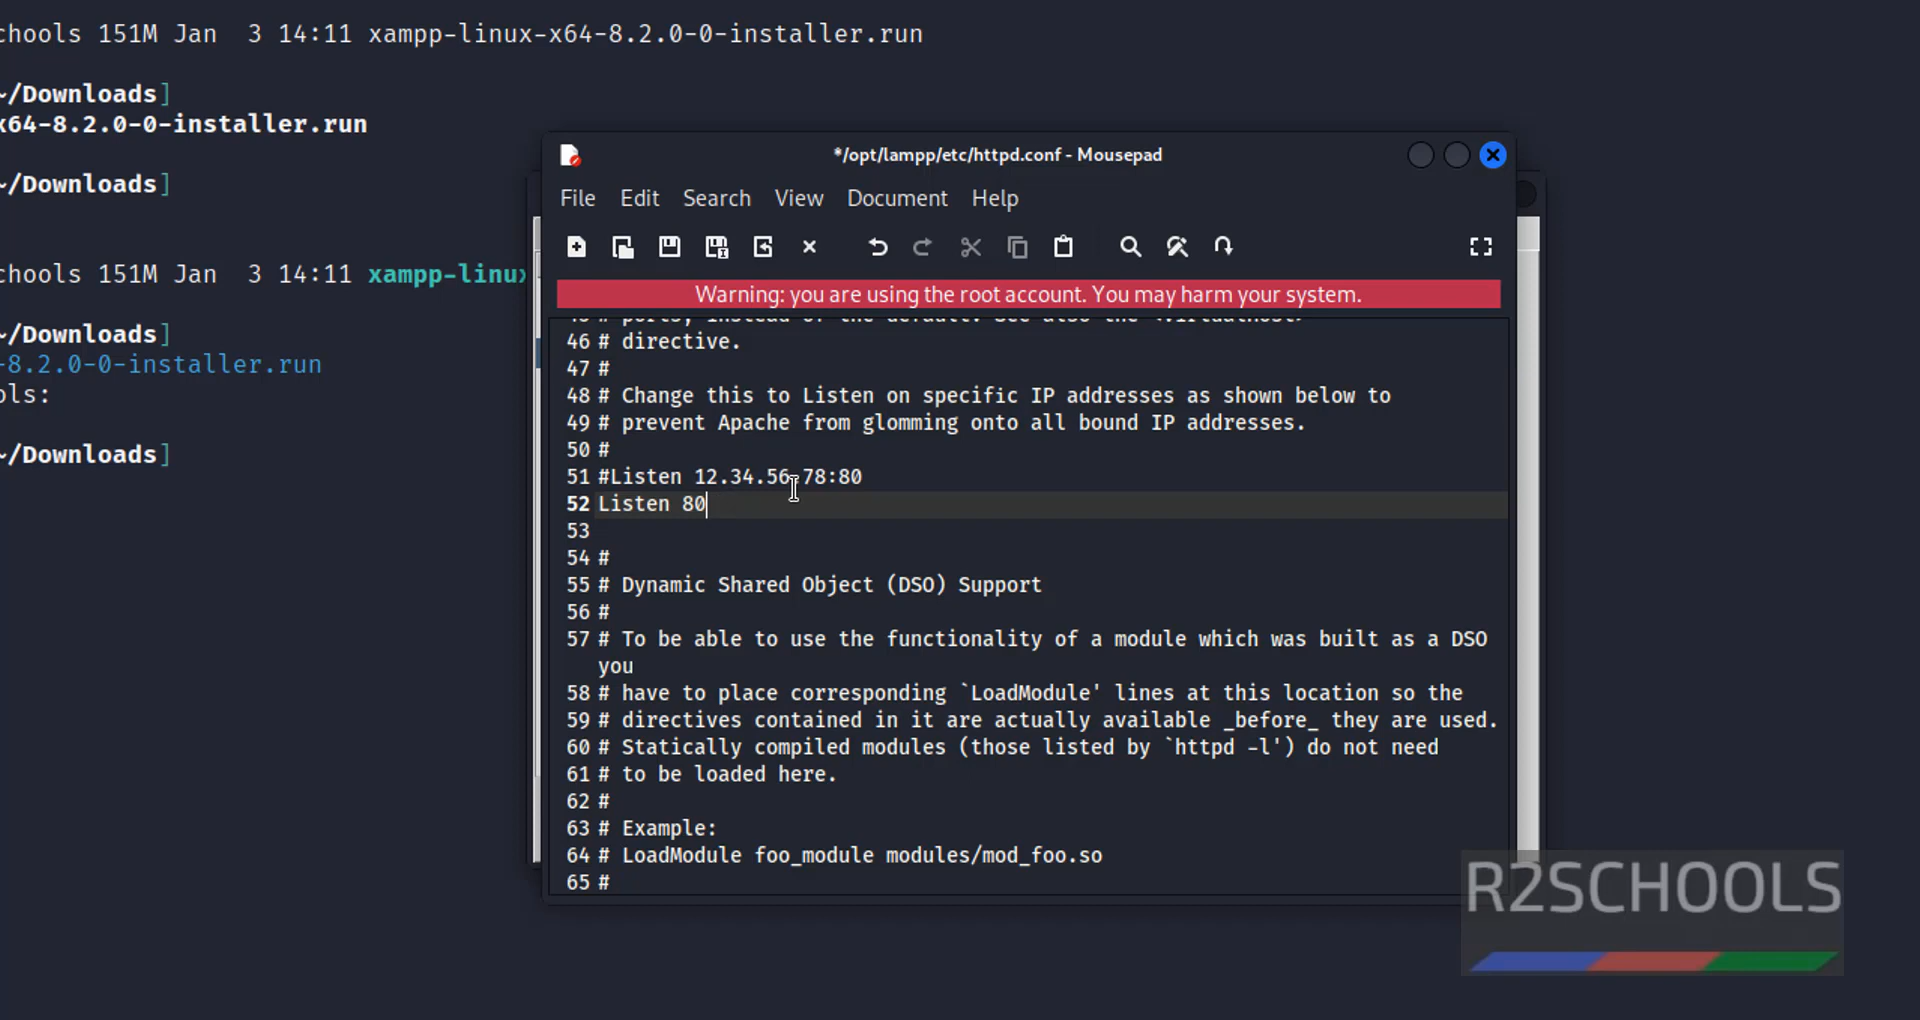 chools 151M Jan  3 14:11 xampp-linux-x64-8.2.0-0-installer.run
~/Downloads]
x64-8.2.0-0-installer.run
~/Downloads]
chools 151M Jan  3 14:11 xampp-linux
~/Downloads]
-8.2.0-0-installer.run
ols:
~/Downloads]
*/opt/lampp/etc/httpd.conf - Mousepad
File Edit Search View Document Help
Warning: you are using the root account. You may harm your system.
# ports, instead of the default. See also the <VirtualHost>
46 # directive.
47 #
48 # Change this to Listen on specific IP addresses as shown below to
49 # prevent Apache from glomming onto all bound IP addresses.
50 #
51 #Listen 12.34.56.78:80
52 Listen 80
53
54 #
55 # Dynamic Shared Object (DSO) Support
56 #
57 # To be able to use the functionality of a module which was built as a DSO
you
58 # have to place corresponding `LoadModule' lines at this location so the
59 # directives contained in it are actually available _before_ they are used.
60 # Statically compiled modules (those listed by `httpd -l') do not need
61 # to be loaded here.
62 #
63 # Example:
64 # LoadModule foo_module modules/mod_foo.so
65 #
R2SCHOOLS